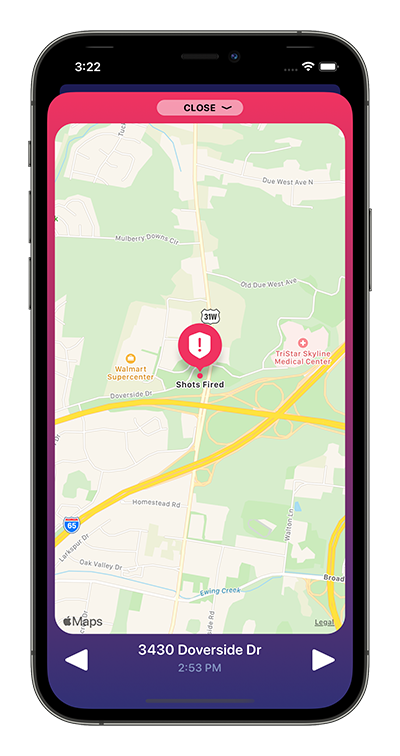 3:22
CLOSE
Tuc
Due West Ave N
Mulberry Downs Cir
Old Due West Ave
31W
TriStar Skyline
Medical Center
Walmart
Supercenter
Shots Fired
Doverside Dr
Homestead Rd
Walton Ln
65
Larkspur Dr
Oak Valley Dr
Broad
Ewing Creek
Maps
Legal
3430 Doverside Dr
2:53 PM